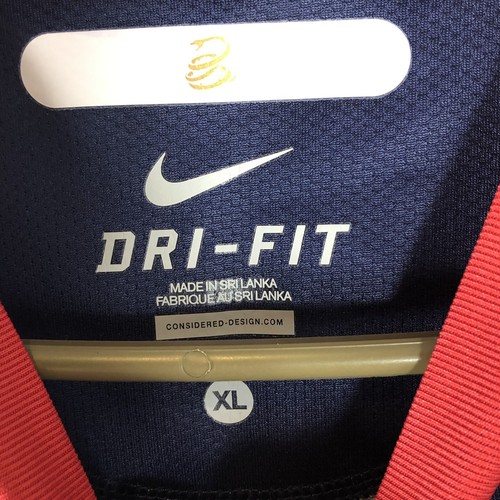 DRI-FIT
MADE IN SRI LANKA
FABRIQUE AU SRI LANKA
CONSIDERED-DESIGN.COM
XL